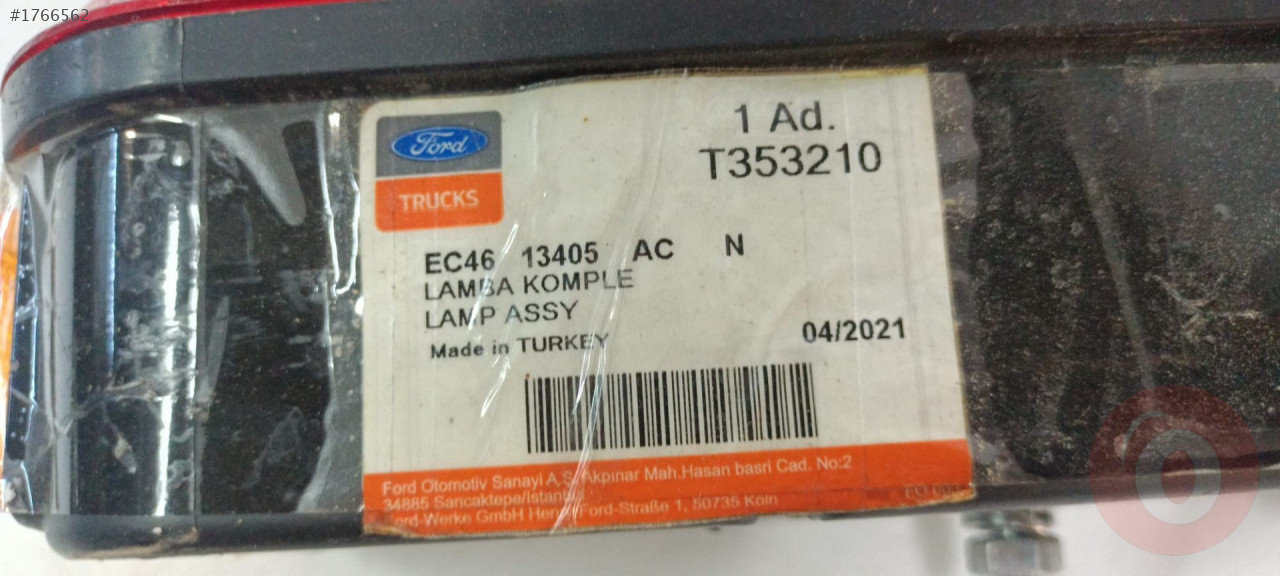 #1766562
Ford
TRUCKS
1 Ad.
T353210
EC46 13405 AC N
LAMBA KOMPLE
LAMP ASSY
Made in TURKEY
04/2021
Ford Otomotiv Sanayi A.Ş. Akpınar Mah.Hasan basri Cad. No:2
34885 Sancaktepe/İstanb
Ford-Werke GmbH Henry Ford-Straße 1, 50735 Köln